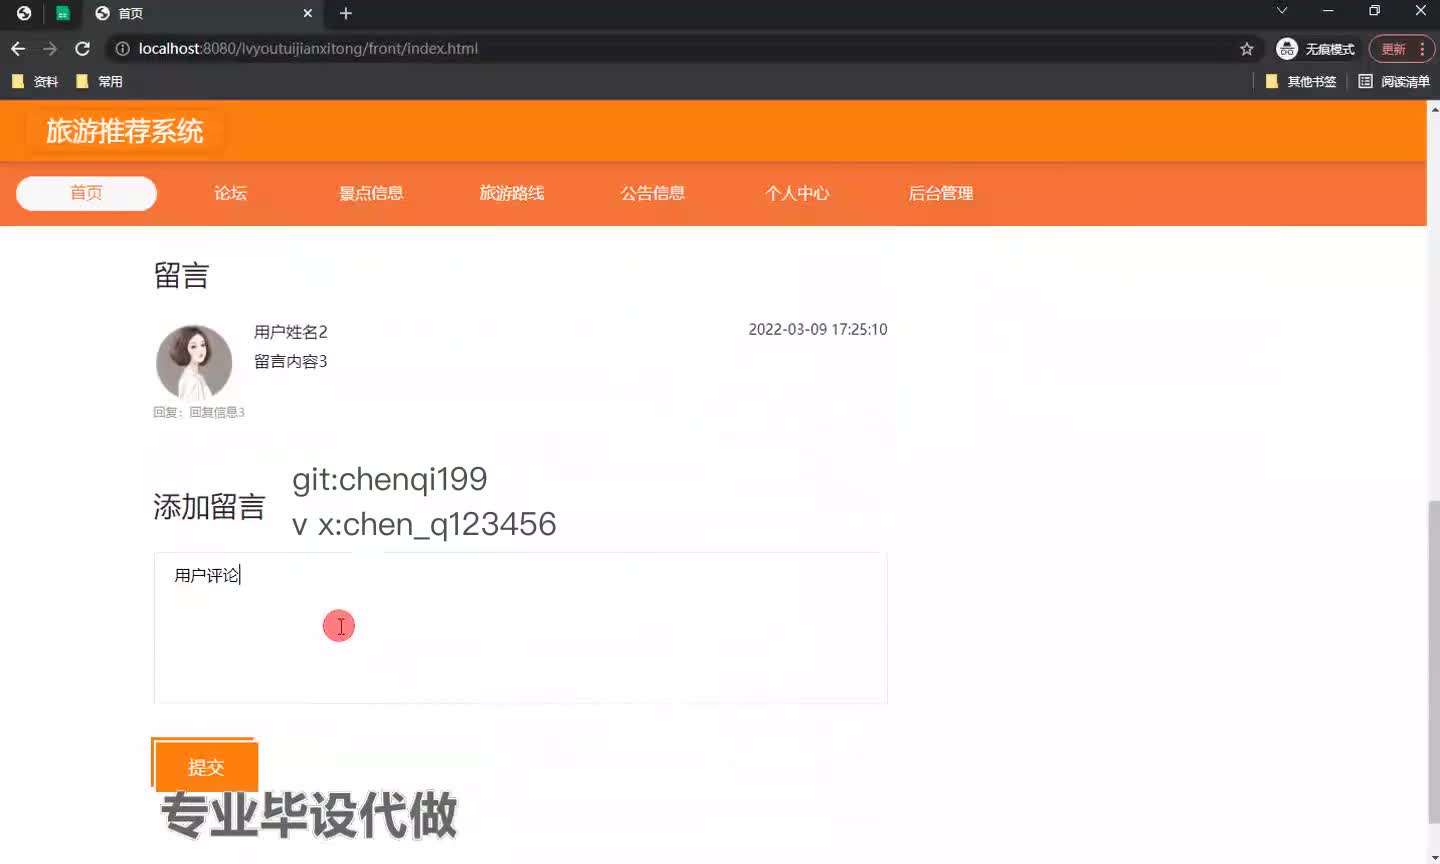 首页
localhost:8080/lvyoutuijianxitong/front/index.html
无痕模式
更新
资料
常用
其他书签
阅读清单
旅游推荐系统
首页
论坛
景点信息
旅游路线
公告信息
个人中心
后台管理
留言
用户姓名2
2022-03-09 17:25:10
留言内容3
回复：回复信息3
git:chenqi199
添加留言
v x:chen_q123456
用户评论
提交
专业毕设代做